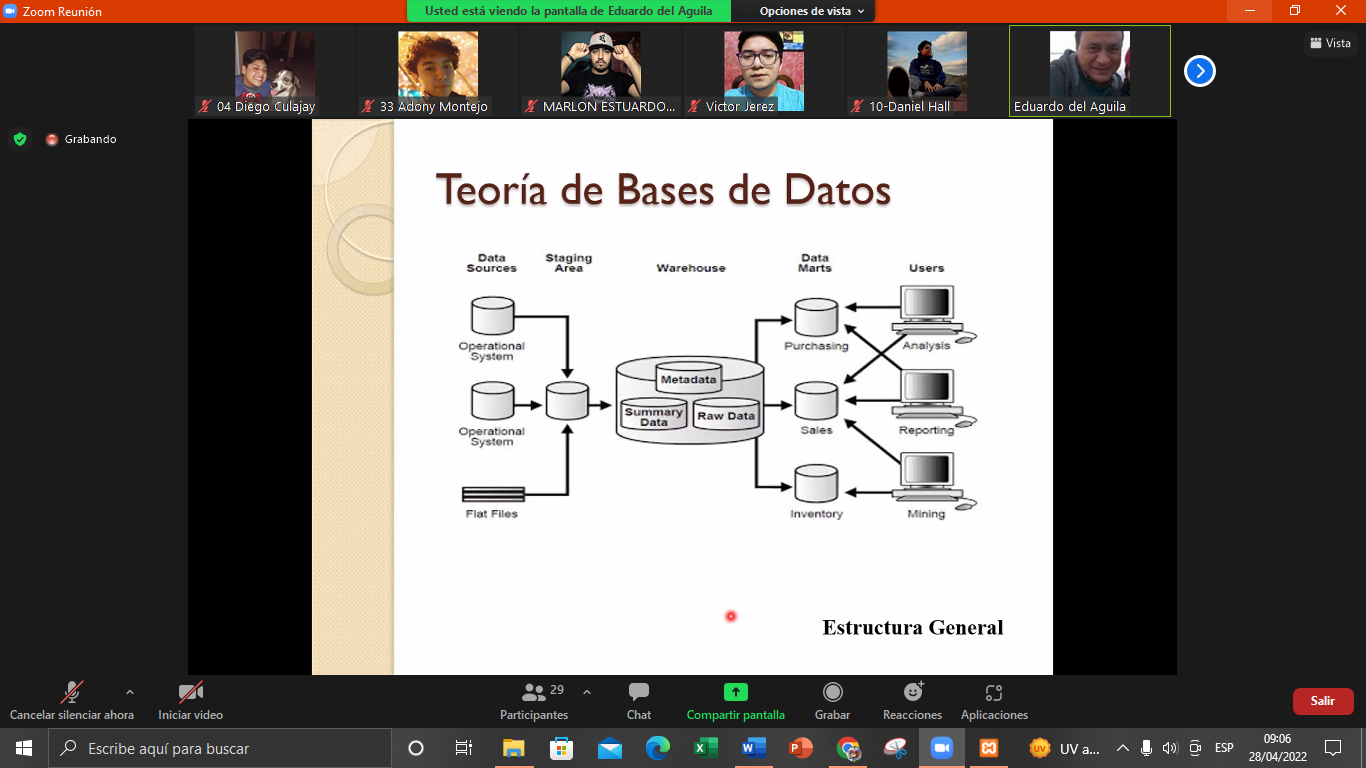 Zoom Reunión
Usted está viendo la pantalla de Eduardo del Aguila
Opciones de vista
04 Diego Culajay
33 Adony Montejo
MARLON ESTUARDO...
Victor Jerez
10-Daniel Hall
Eduardo del Aguila
Vista
Grabando
Teoría de Bases de Datos
Data
Sources
Staging
Area
Warehouse
Data
Marts
Users
Operational
System
Purchasing
Analysis
Metadata
Summary
Data
Raw Data
Operational
System
Sales
Reporting
Flat Files
Inventory
Mining
Estructura General
Cancelar silenciar ahora
Iniciar video
29
Participantes
Chat
Compartir pantalla
Grabar
Reacciones
Aplicaciones
Salir
Escribe aquí para buscar
UV
UV a...
ESP
09:06
28/04/2022